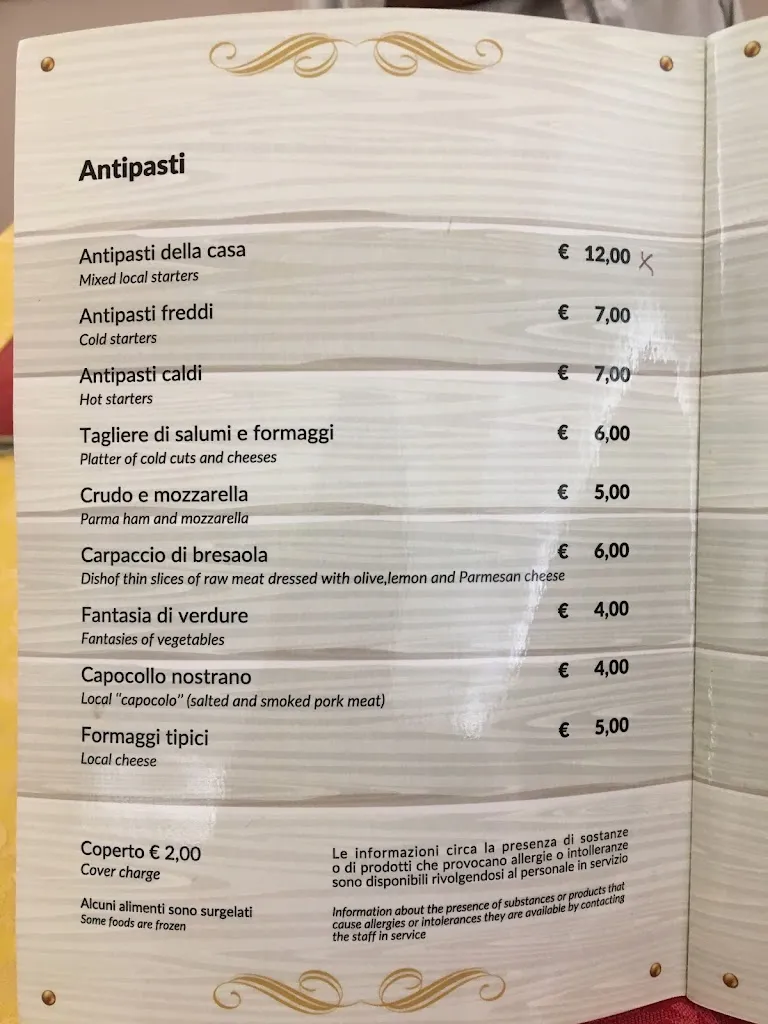 Antipasti
Antipasti della casa € 12,00 x
Mixed local starters
Antipasti freddi € 7,00
Cold starters
Antipasti caldi € 7,00
Hot starters
Tagliere di salumi e formaggi € 6,00
Platter of cold cuts and cheeses
Crudo e mozzarella € 5,00
Parma ham and mozzarella
Carpaccio di bresaola € 6,00
Dishof thin slices of raw meat dressed with olive,lemon and Parmesan cheese
Fantasia di verdure € 4,00
Fantasies of vegetables
Capocollo nostrano € 4,00
Local "capocolo" (salted and smoked pork meat)
Formaggi tipici € 5,00
Local cheese
Coperto € 2,00
Cover charge
Alcuni alimenti sono surgelati
Some foods are frozen
Le informazioni circa la presenza di sostanze
o di prodotti che provocano allergie o intolleranze
sono disponibili rivolgendosi al personale in servizio
Information about the presence of substances or products that
cause allergies or intolerances they are available by contacting
the staff in service